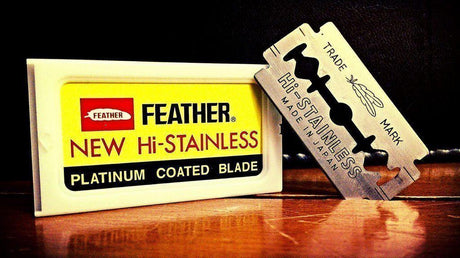 FEATHER
FEATHER®
NEW Hi-STAINLESS
PLATINUM COATED BLADE
TRADE MARK
Hi-STAINLESS
MADE IN JAPAN